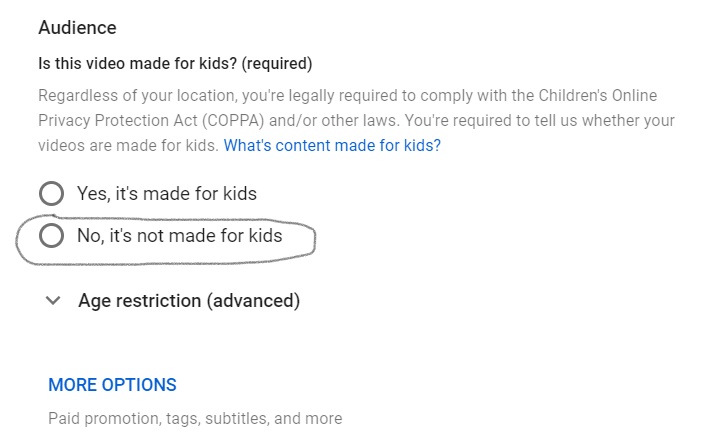 Audience
Is this video made for kids? (required)
Regardless of your location, you're legally required to comply with the Children's Online
Privacy Protection Act (COPPA) and/or other laws. You're required to tell us whether your
videos are made for kids. What's content made for kids?
Yes, it's made for kids
No, it's not made for kids
Age restriction (advanced)
MORE OPTIONS
Paid promotion, tags, subtitles, and more